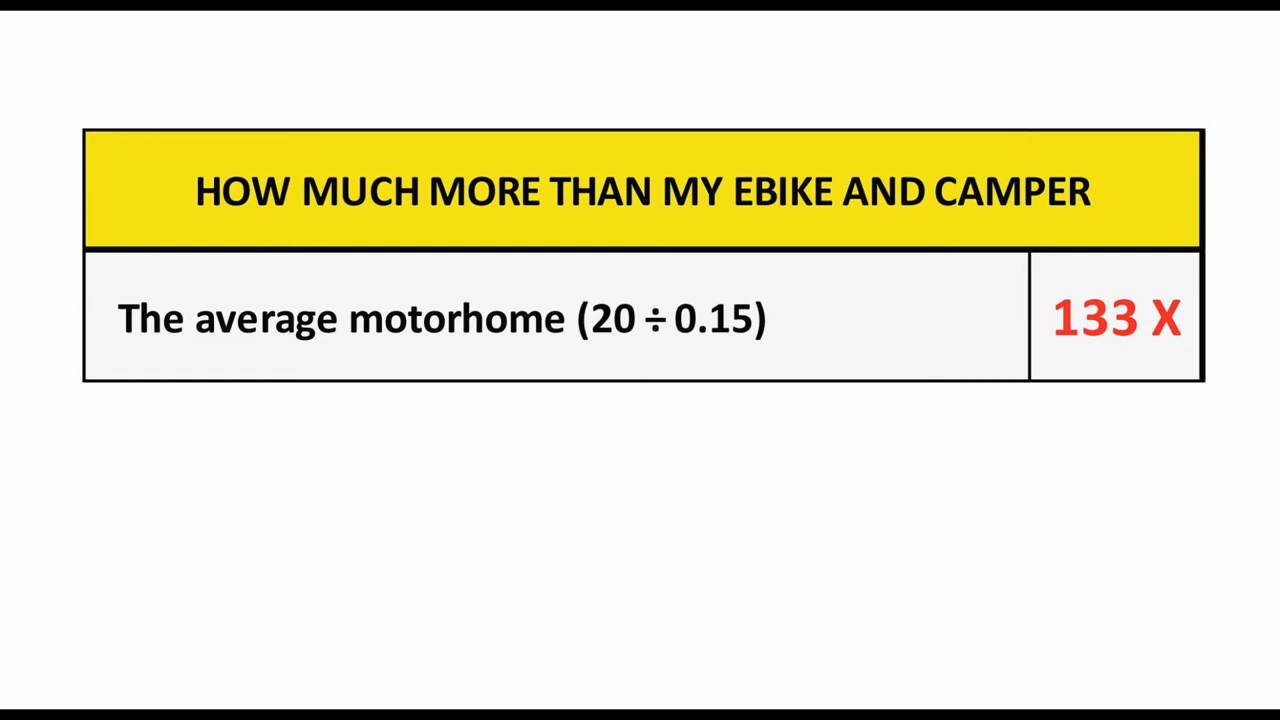 HOW MUCH MORE THAN MY EBIKE AND CAMPER
The average motorhome (20 ÷ 0.15) 133 X